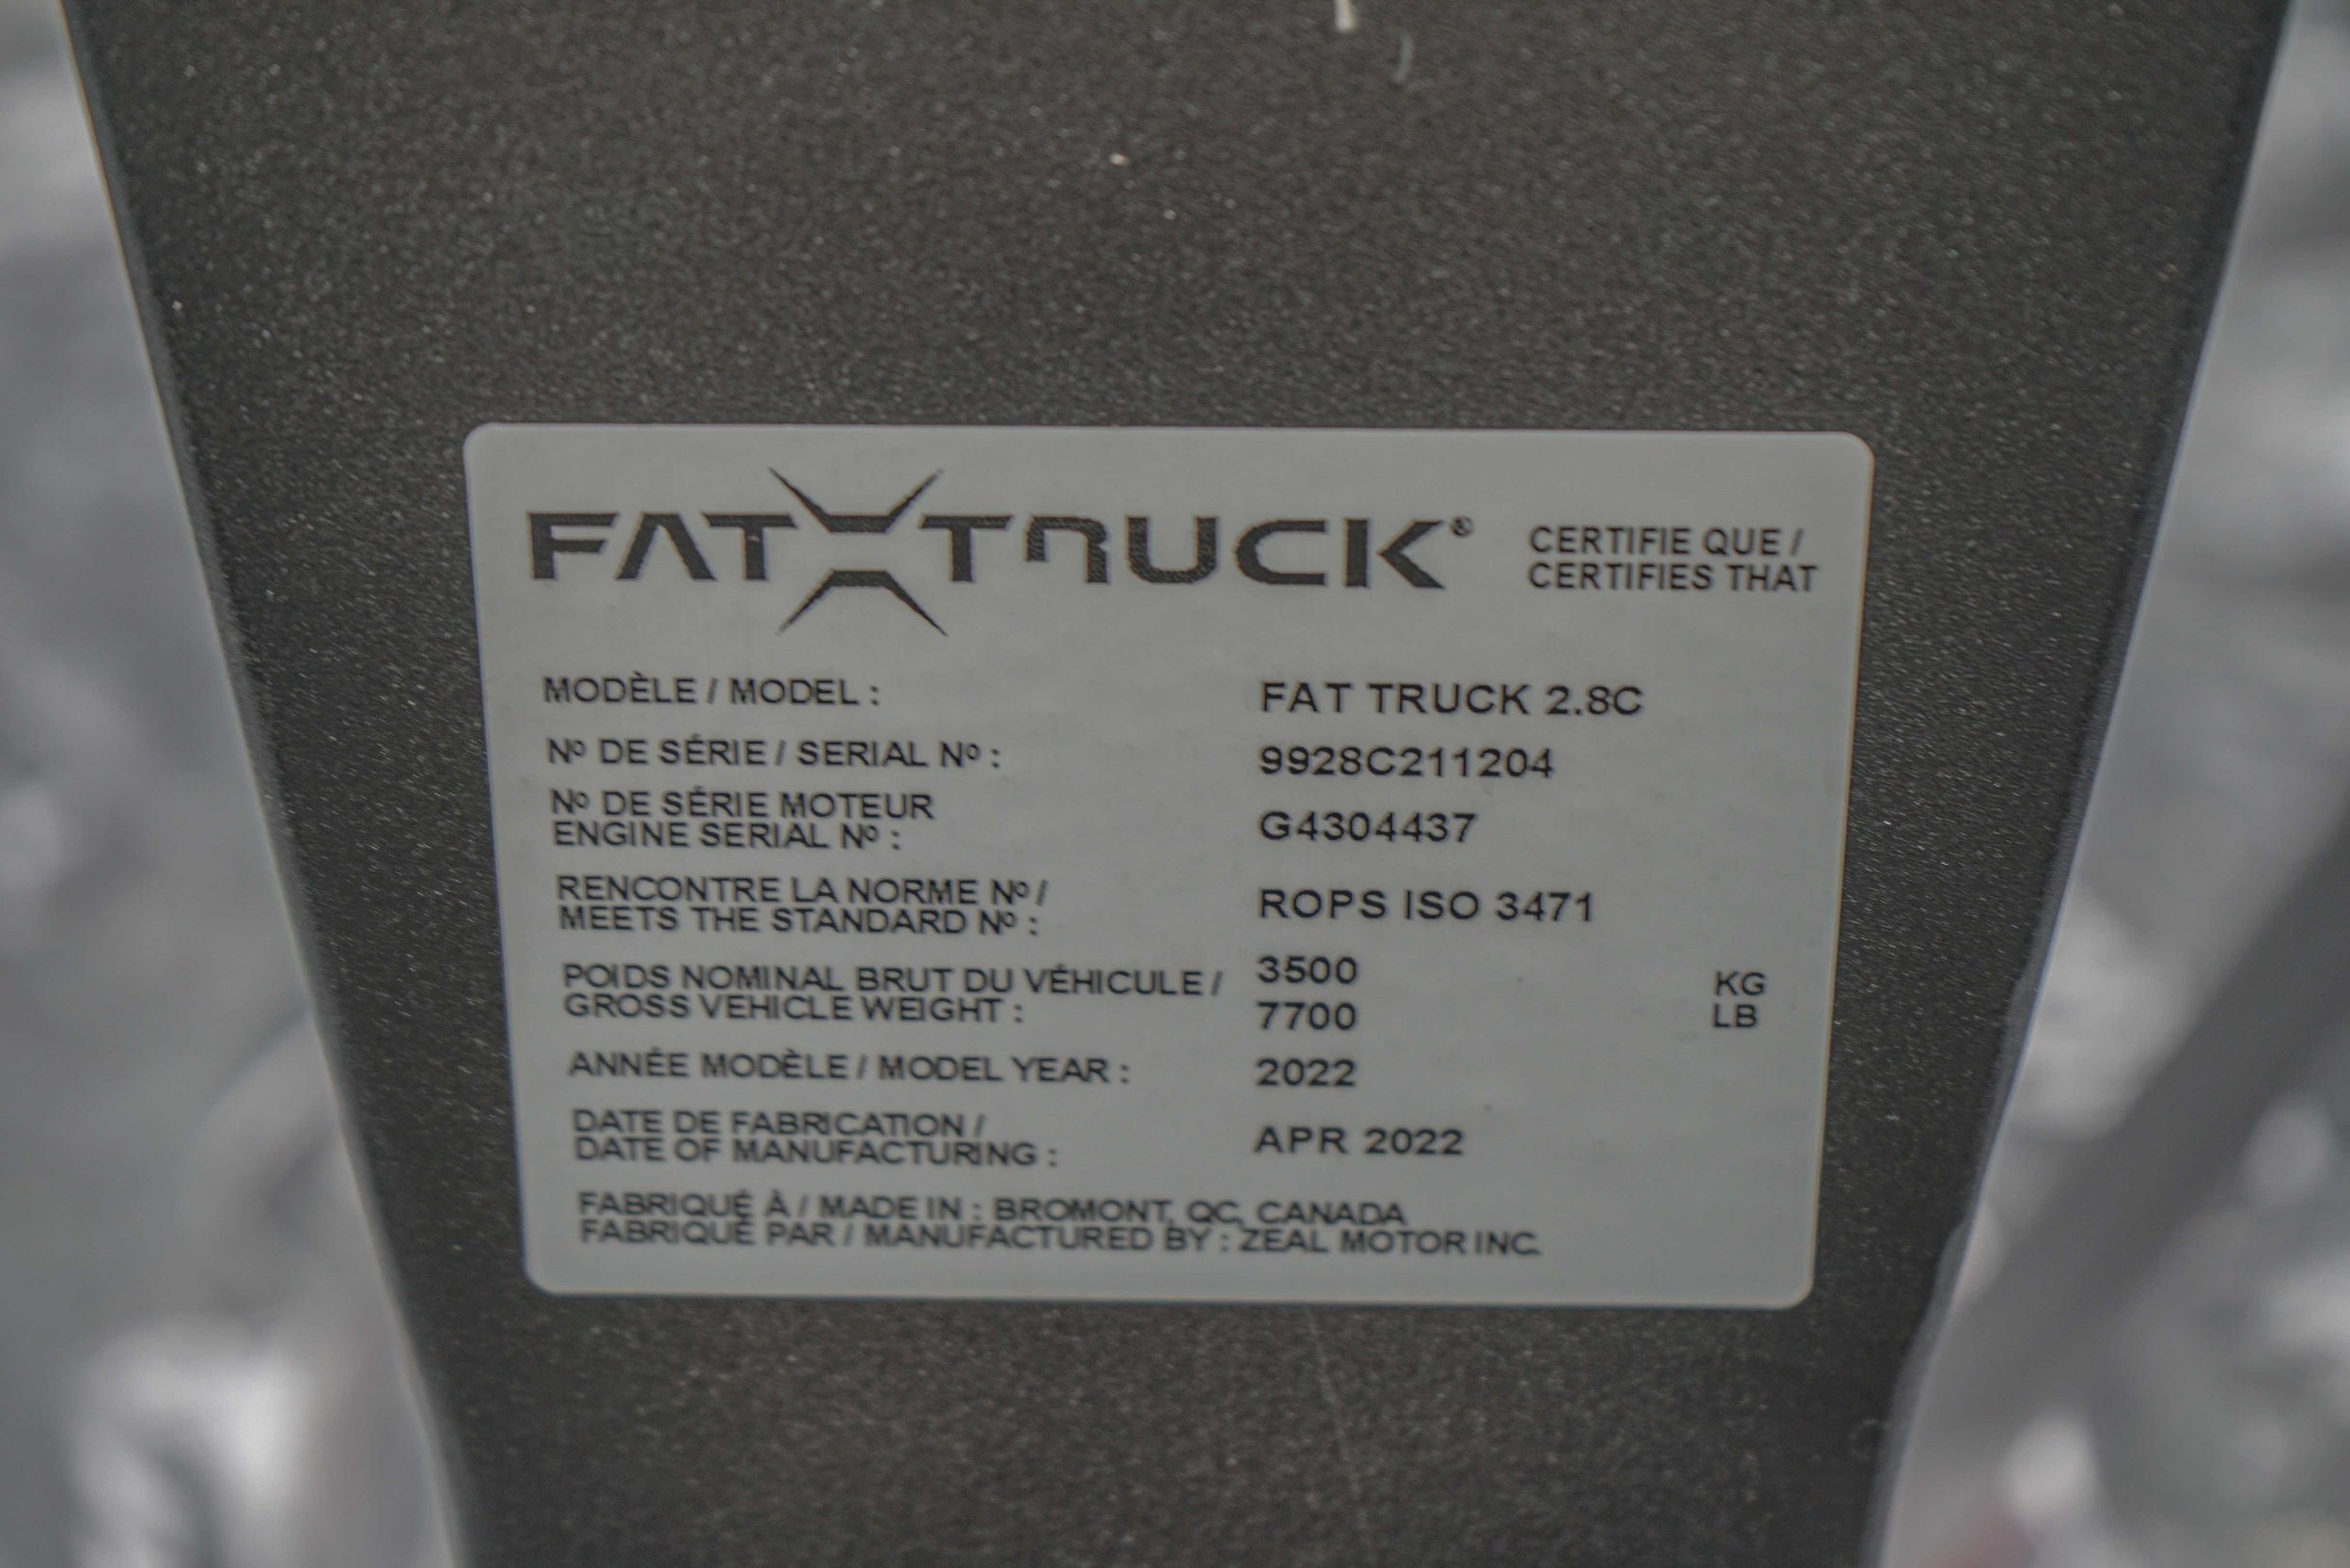 FAT TRUCK® CERTIFIE QUE /
CERTIFIES THAT
MODÈLE / MODEL : FAT TRUCK 2.8C
Nº DE SÉRIE / SERIAL Nº : 9928C211204
Nº DE SÉRIE MOTEUR
ENGINE SERIAL Nº : G4304437
RENCONTRE LA NORME Nº /
MEETS THE STANDARD Nº : ROPS ISO 3471
POIDS NOMINAL BRUT DU VÉHICULE / 3500 KG
GROSS VEHICLE WEIGHT : 7700 LB
ANNÉE MODÈLE / MODEL YEAR : 2022
DATE DE FABRICATION /
DATE OF MANUFACTURING : APR 2022
FABRIQUÉ À / MADE IN : BROMONT, QC, CANADA
FABRIQUÉ PAR / MANUFACTURED BY : ZEAL MOTOR INC.